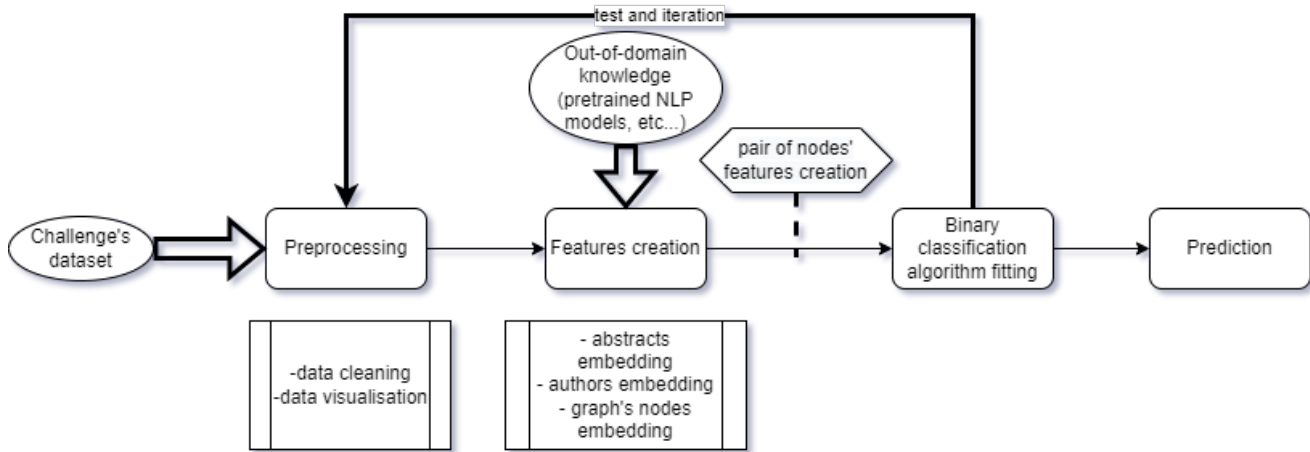 test and iteration
Out-of-domain
knowledge
(pretrained NLP
models, etc...)
pair of nodes'
features creation
Challenge's
dataset
Preprocessing
Features creation
Binary
classification
algorithm fitting
Prediction
-data cleaning
-data visualisation
- abstracts
embedding
- authors embedding
- graph's nodes
embedding